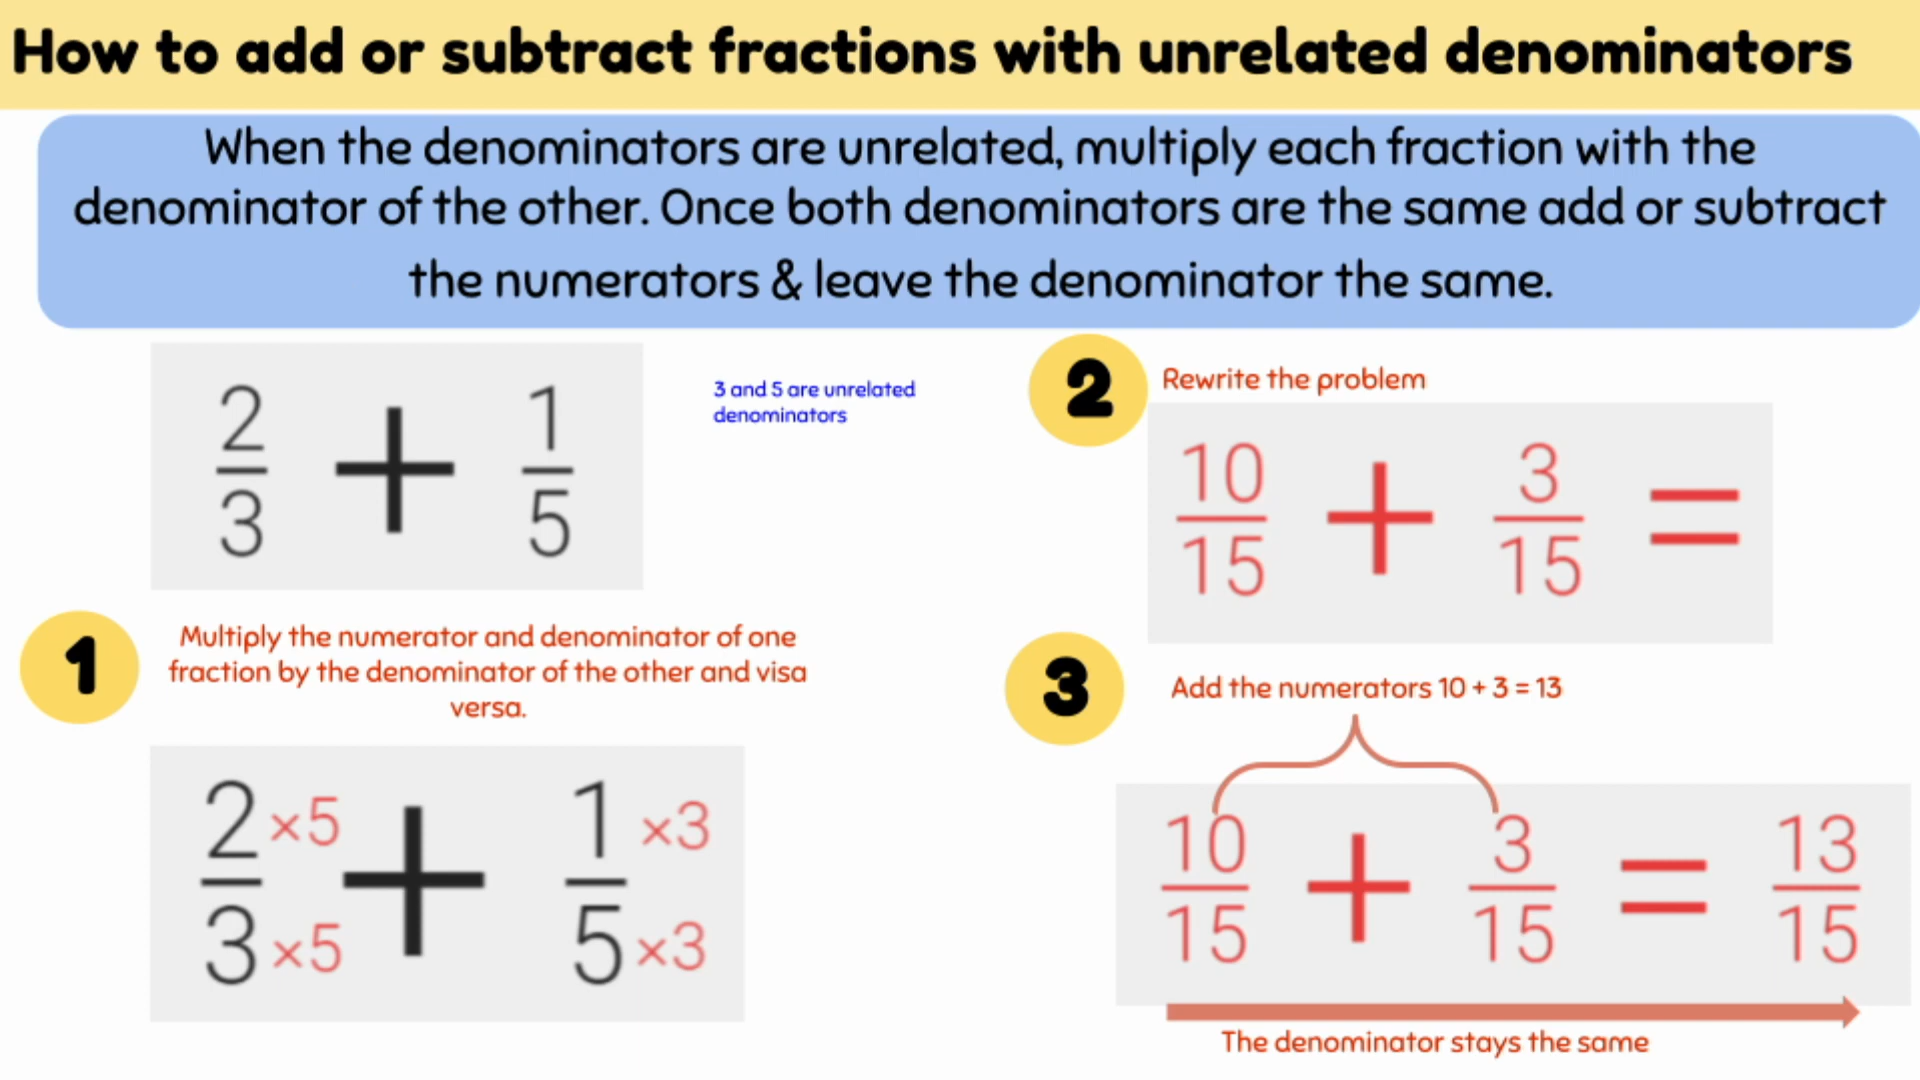 How to add or subtract fractions with unrelated denominators
When the denominators are unrelated, multiply each fraction with the
denominator of the other. Once both denominators are the same add or subtract
the numerators & leave the denominator the same.
2/3 + 1/5
3 and 5 are unrelated
denominators
1
Multiply the numerator and denominator of one
fraction by the denominator of the other and visa
versa.
2 ×5 / 3 ×5 + 1 ×3 / 5 ×3
2
Rewrite the problem
10/15 + 3/15 =
3
Add the numerators 10 + 3 = 13
10/15 + 3/15 = 13/15
The denominator stays the same